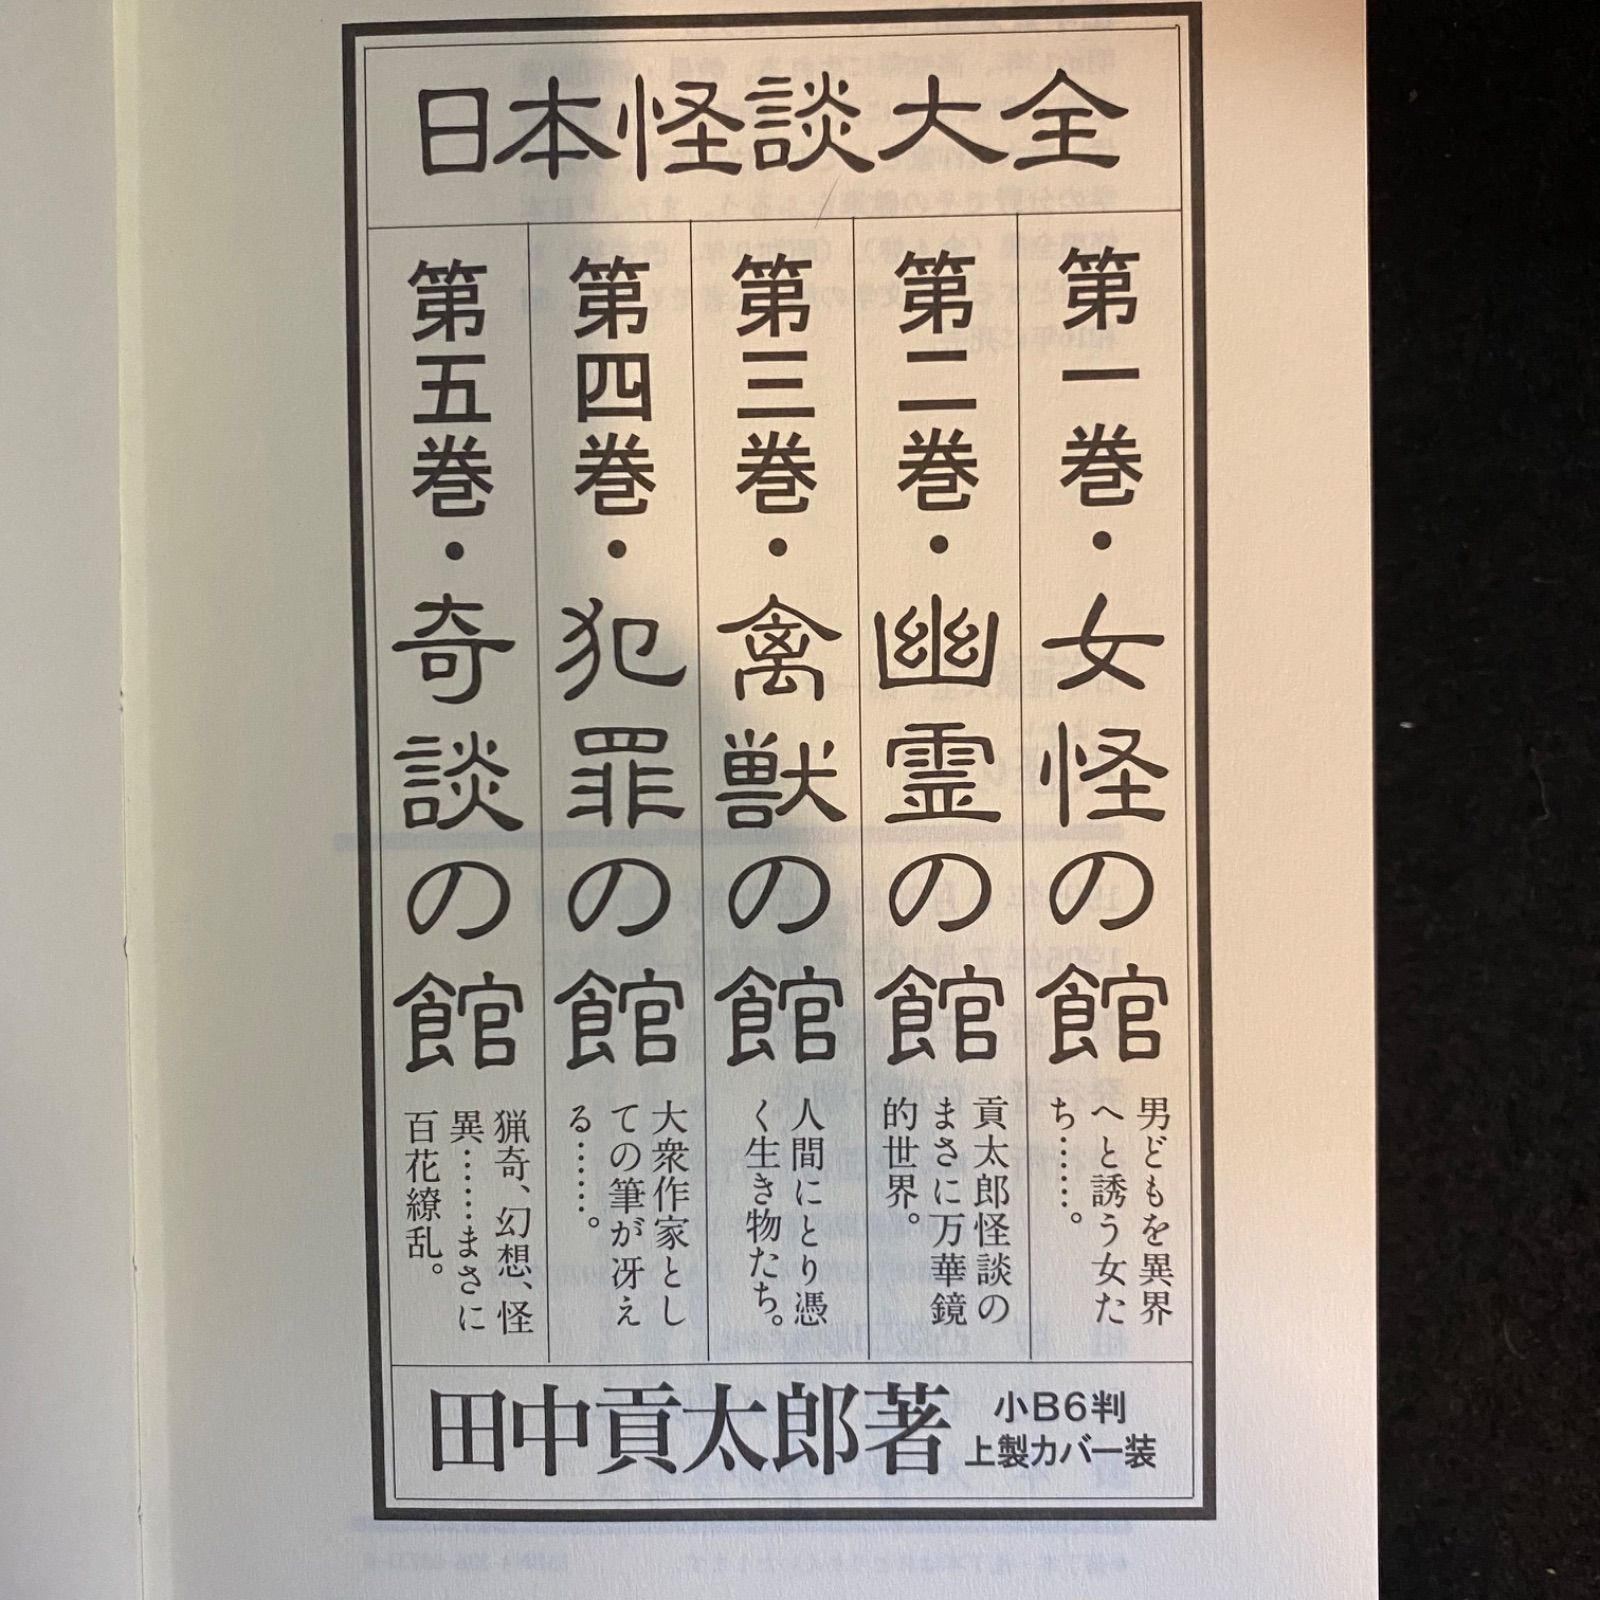 日本怪談大全
第一巻・女怪の館
男どもを異界
へと誘う女た
ち……。
第二巻・幽霊の館
貢太郎怪談の
まさに万華鏡
的世界。
第三巻・禽獣の館
人間にとり憑
く生き物たち。
第四巻・犯罪の館
大衆作家とし
ての筆が冴え
る……。
第五巻・奇談の館
猟奇、幻想、怪
異……まさに
百花繚乱。
田中貢太郎著
小B6判
上製カバー装